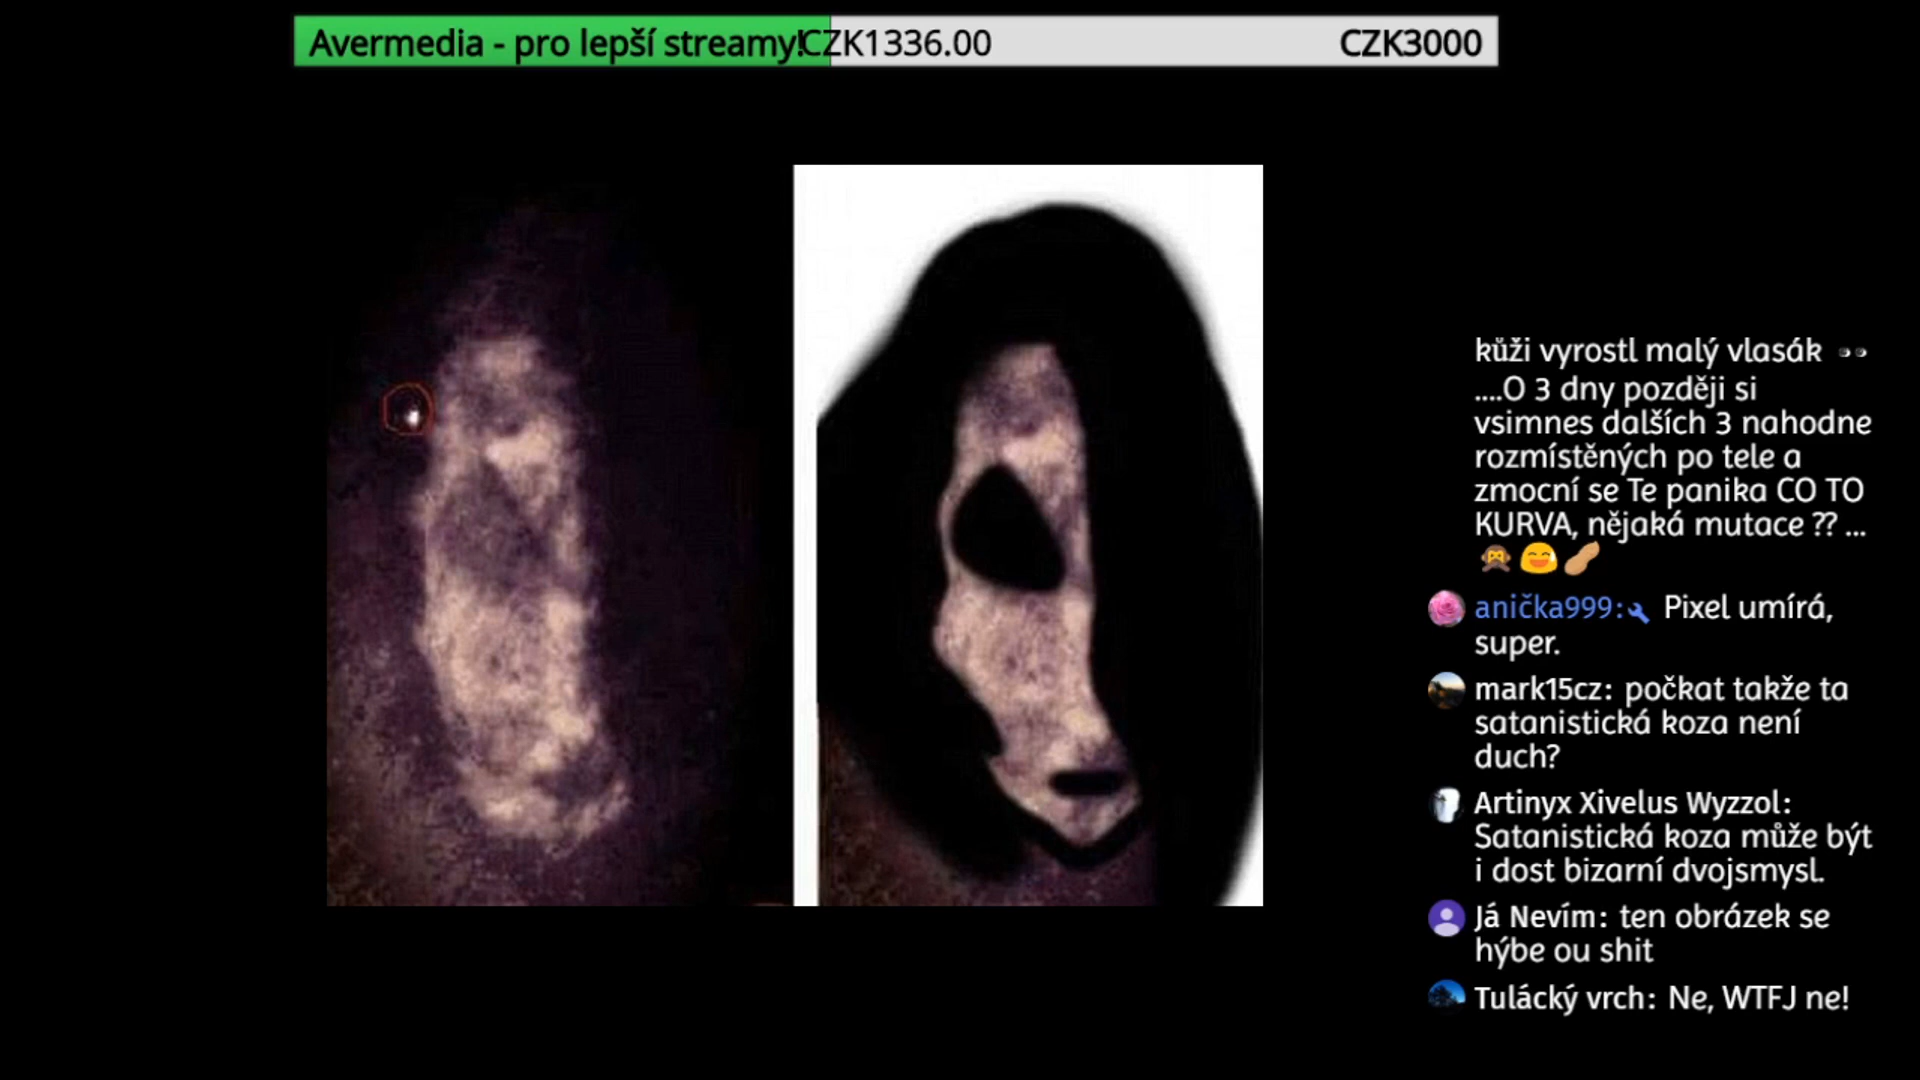 Avermedia - pro lepší streamy! CZK1336.00 CZK3000
kůži vyrostl malý vlasák
....O 3 dny později si
vsimnes dalších 3 nahodne
rozmístěných po tele a
zmocní se Te panika CO TO
KURVA, nějaká mutace ?? ...
anička999: Pixel umírá,
super.
mark15cz: počkat takže ta
satanistická koza není
duch?
Artinyx Xivelus Wyzzol:
Satanistická koza může být
i dost bizarní dvojsmysl.
Já Nevím: ten obrázek se
hýbe ou shit
Tulácký vrch: Ne, WTFJ ne!